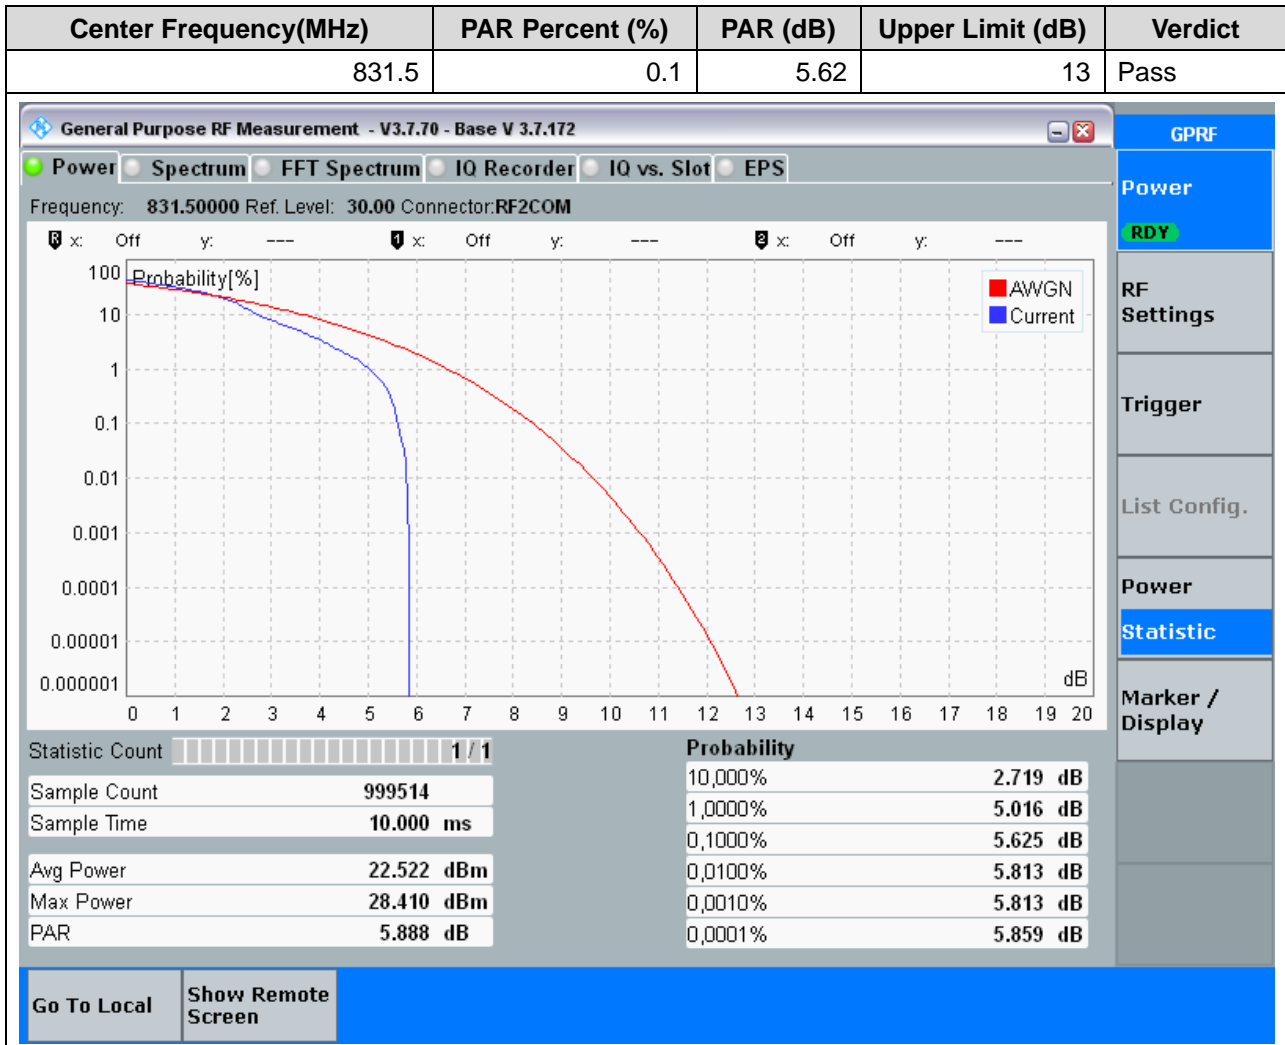 Center Frequency(MHz) PAR Percent (%) PAR (dB) Upper Limit (dB) Verdict
831.5 0.1 5.62 13 Pass
General Purpose RF Measurement - V3.7.70 - Base V 3.7.172
GPRF
Power Spectrum FFT Spectrum IQ Recorder IQ vs. Slot EPS
Power
RDY
Frequency: 831.50000 Ref. Level: 30.00 Connector:RF2COM
R x: Off y: --- 1 x: Off y: --- 2 x: Off y: ---
Probability[%]
AWGN
Current
100
10
1
0.1
0.01
0.001
0.0001
0.00001
0.000001
dB
0 1 2 3 4 5 6 7 8 9 10 11 12 13 14 15 16 17 18 19 20
RF
Settings
Trigger
List Config.
Power
Statistic
Marker /
Display
Statistic Count 1 / 1
Sample Count 999514
Sample Time 10.000 ms
Avg Power 22.522 dBm
Max Power 28.410 dBm
PAR 5.888 dB
Probability
10,000% 2.719 dB
1,0000% 5.016 dB
0,1000% 5.625 dB
0,0100% 5.813 dB
0,0010% 5.813 dB
0,0001% 5.859 dB
Go To Local
Show Remote
Screen